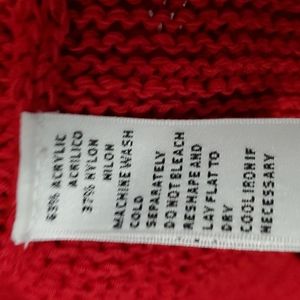 63% ACRYLIC
ACRILICO
37% NYLON
NILON
MACHINE WASH
COLD
SEPARATELY
DO NOT BLEACH
RESHAPE AND
LAY FLAT TO
DRY
COOL IRON IF
NECESSARY